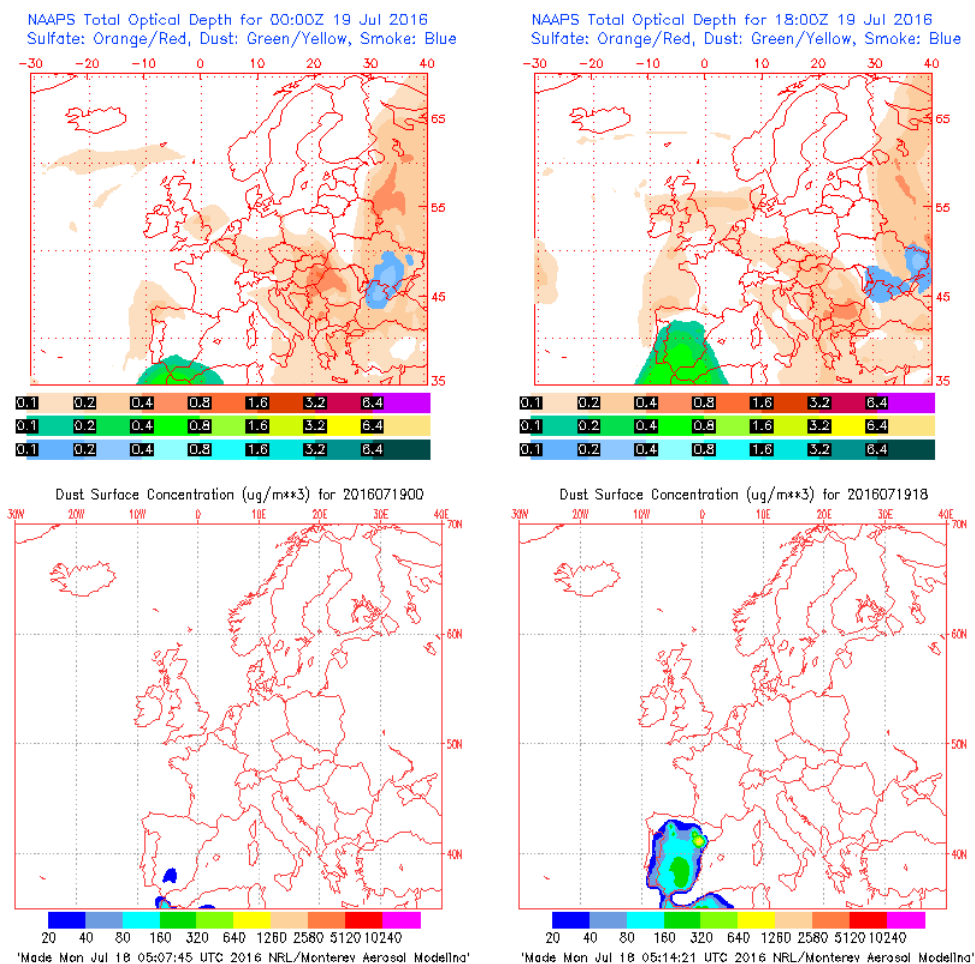 NAAPS Total Optical Depth for 00:00Z 19 Jul 2016
Sulfate: Orange/Red, Dust: Green/Yellow, Smoke: Blue
-30 -20 -10 0 10 20 30 40
65
55
45
35
0.1 0.2 0.4 0.8 1.6 3.2 6.4
0.1 0.2 0.4 0.8 1.6 3.2 6.4
0.1 0.2 0.4 0.8 1.6 3.2 6.4
NAAPS Total Optical Depth for 18:00Z 19 Jul 2016
Sulfate: Orange/Red, Dust: Green/Yellow, Smoke: Blue
-30 -20 -10 0 10 20 30 40
65
55
45
35
0.1 0.2 0.4 0.8 1.6 3.2 6.4
0.1 0.2 0.4 0.8 1.6 3.2 6.4
0.1 0.2 0.4 0.8 1.6 3.2 6.4
Dust Surface Concentration (ug/m**3) for 2016071900
30W 20W 10W 0 10E 20E 30E 40E
70N
60N
50N
40N
20 40 80 160 320 640 1260 2580 5120 10240
'Made Mon Jul 18 05:07:45 UTC 2016 NRL/Monterey Aerosol Modeling'
Dust Surface Concentration (ug/m**3) for 2016071918
30W 20W 10W 0 10E 20E 30E 40E
70N
60N
50N
40N
20 40 80 160 320 640 1260 2580 5120 10240
'Made Mon Jul 18 05:14:21 UTC 2016 NRL/Monterey Aerosol Modeling'